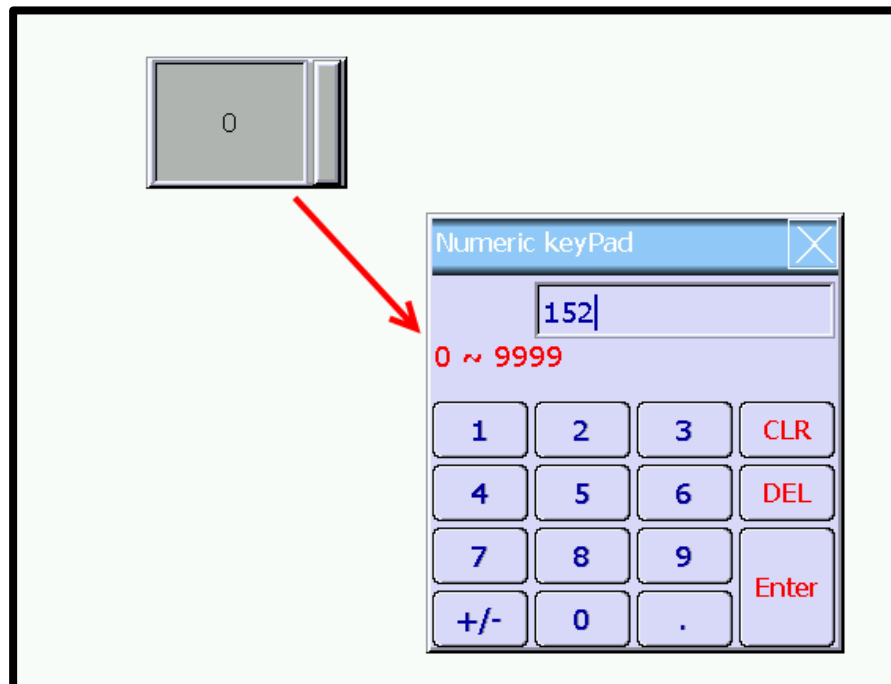 0
Numeric keyPad
152
0 ~ 9999
1 2 3 CLR
4 5 6 DEL
7 8 9
Enter
+/- 0 .